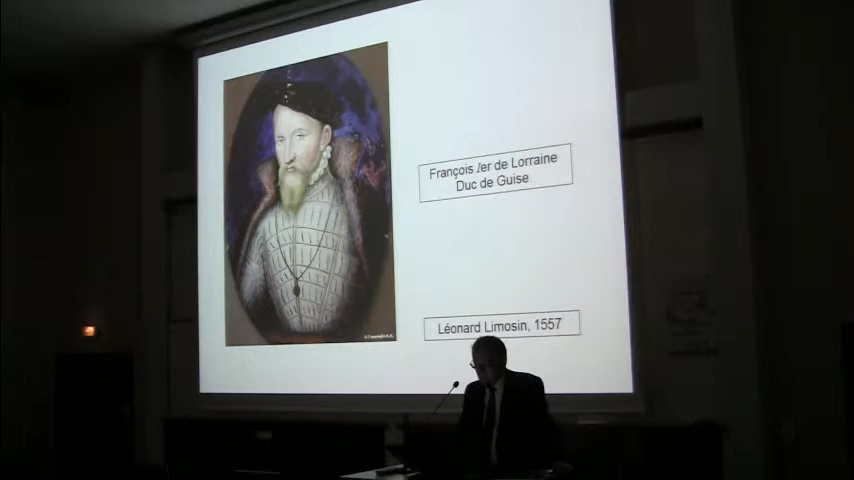 François Ier de Lorraine
Duc de Guise
Léonard Limosin, 1557